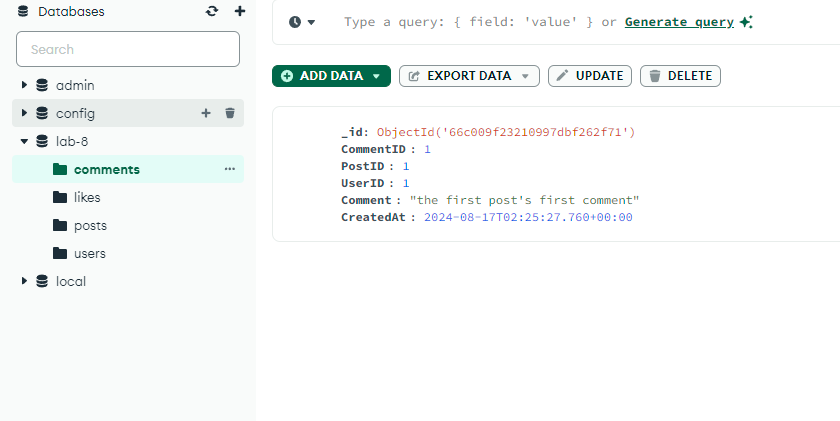 Databases
Search
admin
config
lab-8
comments
likes
posts
users
local
Type a query: { field: 'value' } or Generate query
ADD DATA EXPORT DATA UPDATE DELETE
_id: ObjectId('66c009f23210997dbf262f71')
CommentID : 1
PostID : 1
UserID : 1
Comment : "the first post's first comment"
CreatedAt : 2024-08-17T02:25:27.760+00:00